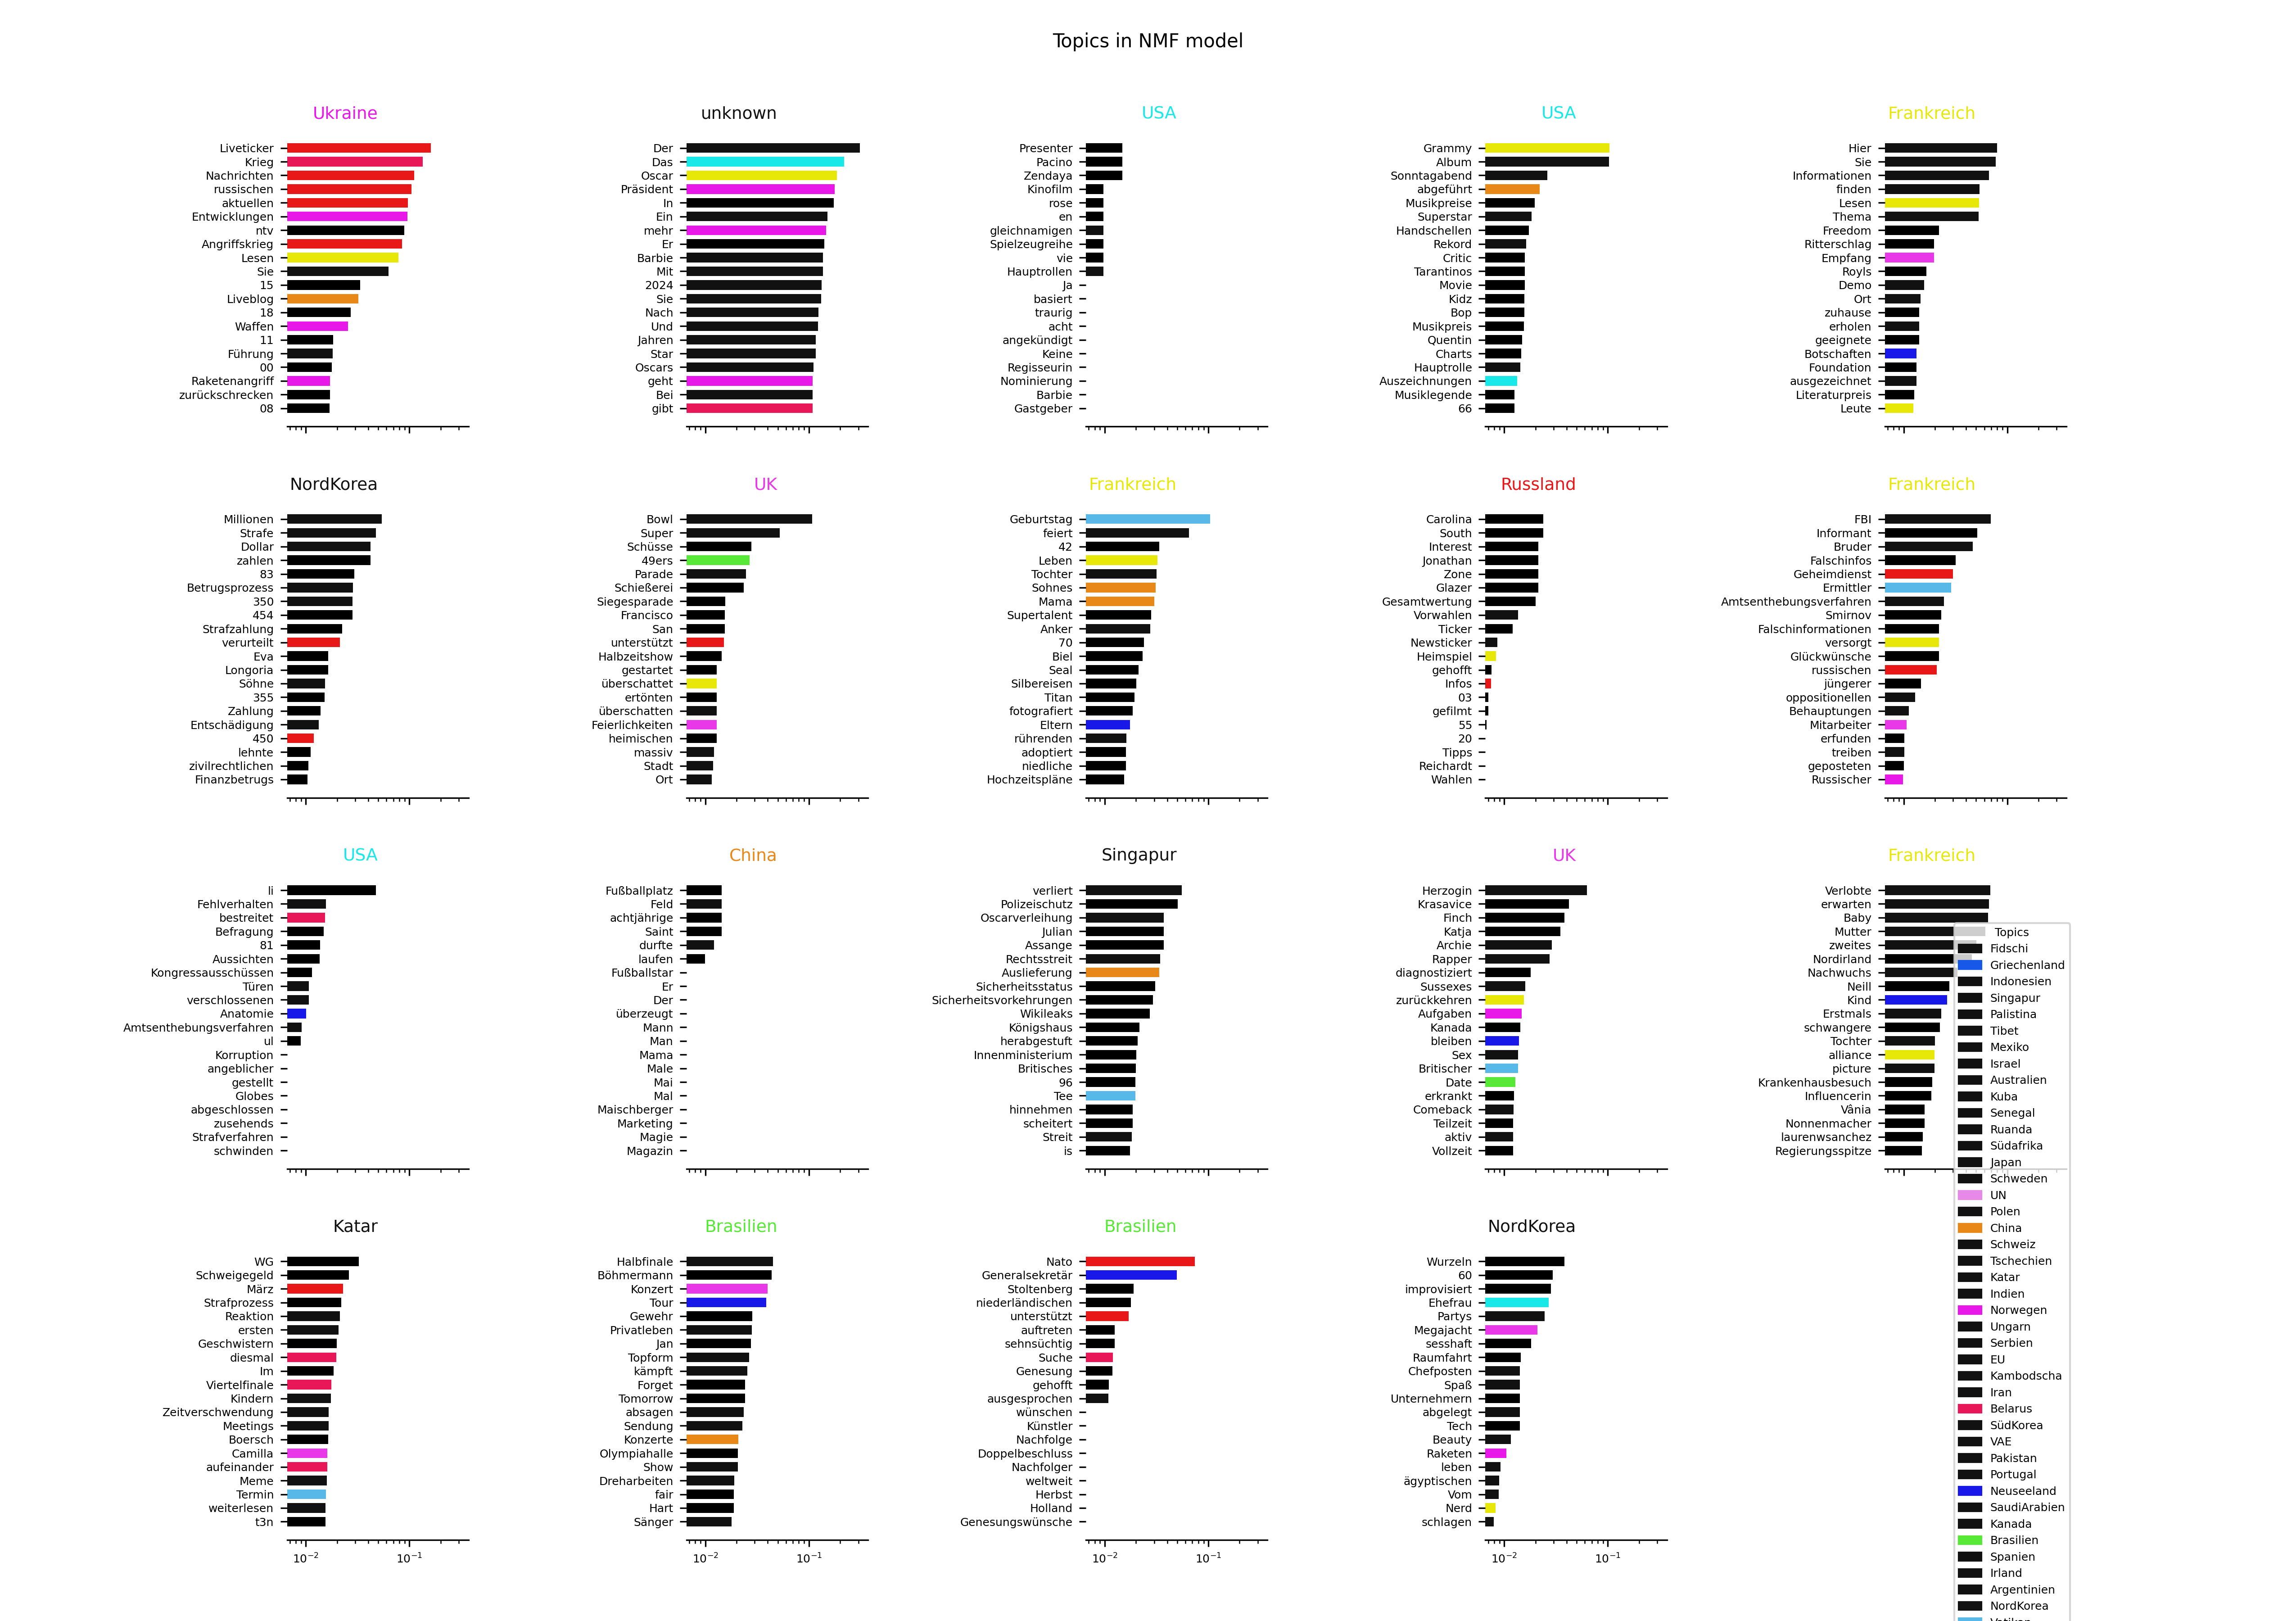 Topics in NMF model
Ukraine
Liveticker
Krieg
Nachrichten
russischen
aktuellen
Entwicklungen
ntv
Angriffskrieg
Lesen
Sie
15
Liveblog
18
Waffen
11
Führung
00
Raketenangriff
zurückschrecken
08
unknown
Der
Das
Oscar
Präsident
In
Ein
mehr
Er
Barbie
Mit
2024
Sie
Nach
Und
Jahren
Star
Oscars
geht
Bei
gibt
USA
Presenter
Pacino
Zendaya
Kinofilm
rose
en
gleichnamigen
Spielzeugreihe
vie
Hauptrollen
Ja
basiert
traurig
acht
angekündigt
Keine
Regisseurin
Nominierung
Barbie
Gastgeber
USA
Grammy
Album
Sonntagabend
abgeführt
Musikpreise
Superstar
Handschellen
Rekord
Critic
Tarantinos
Movie
Kidz
Bop
Musikpreis
Quentin
Charts
Hauptrolle
Auszeichnungen
Musiklegende
66
Frankreich
Hier
Sie
Informationen
finden
Lesen
Thema
Freedom
Ritterschlag
Empfang
Royls
Demo
Ort
zuhause
erholen
geeignete
Botschaften
Foundation
ausgezeichnet
Literaturpreis
Leute
NordKorea
Millionen
Strafe
Dollar
zahlen
83
Betrugsprozess
350
454
Strafzahlung
verurteilt
Eva
Longoria
Söhne
355
Zahlung
Entschädigung
450
lehnte
zivilrechtlichen
Finanzbetrugs
UK
Bowl
Super
Schüsse
49ers
Parade
Schießerei
Siegesparade
Francisco
San
unterstützt
Halbzeitshow
gestartet
überschattet
ertönten
überschatten
Feierlichkeiten
heimischen
massiv
Stadt
Ort
Frankreich
Geburtstag
feiert
42
Leben
Tochter
Sohnes
Mama
Supertalent
Anker
70
Biel
Seal
Silbereisen
Titan
fotografiert
Eltern
rührenden
adoptiert
niedliche
Hochzeitspläne
Russland
Carolina
South
Interest
Jonathan
Zone
Glazer
Gesamtwertung
Vorwahlen
Ticker
Newsticker
Heimspiel
gehofft
Infos
03
gefilmt
55
20
Tipps
Reichardt
Wahlen
Frankreich
FBI
Informant
Bruder
Falschinfos
Geheimdienst
Ermittler
Amtsenthebungsverfahren
Smirnov
Falschinformationen
versorgt
Glückwünsche
russischen
jüngerer
oppositionellen
Behauptungen
Mitarbeiter
erfunden
treiben
geposteten
Russischer
USA
li
Fehlverhalten
bestreitet
Befragung
81
Aussichten
Kongressausschüssen
Türen
verschlossenen
Anatomie
Amtsenthebungsverfahren
ul
Korruption
angeblicher
gestellt
Globes
abgeschlossen
zusehends
Strafverfahren
schwinden
China
Fußballplatz
Feld
achtjährige
Saint
durfte
laufen
Fußballstar
Er
Der
überzeugt
Mann
Man
Mama
Male
Mai
Mal
Maischberger
Marketing
Magie
Magazin
Singapur
verliert
Polizeischutz
Oscarverleihung
Julian
Assange
Rechtsstreit
Auslieferung
Sicherheitsstatus
Sicherheitsvorkehrungen
Wikileaks
Königshaus
herabgestuft
Innenministerium
Britisches
96
Tee
hinnehmen
scheitert
Streit
is
UK
Herzogin
Krasavice
Finch
Katja
Archie
Rapper
diagnostiziert
Sussexes
zurückkehren
Aufgaben
Kanada
bleiben
Sex
Britischer
Date
erkrankt
Comeback
Teilzeit
aktiv
Vollzeit
Frankreich
Verlobte
erwarten
Baby
Mutter
zweites
Nordirland
Nachwuchs
Neill
Kind
Erstmals
schwangere
Tochter
alliance
picture
Krankenhausbesuch
Influencerin
Vânia
Nonnenmacher
laurenwsanchez
Regierungsspitze
Topics
Fidschi
Griechenland
Indonesien
Singapur
Palistina
Tibet
Mexiko
Israel
Australien
Kuba
Senegal
Ruanda
Südafrika
Japan
Schweden
UN
Polen
China
Schweiz
Tschechien
Katar
Indien
Norwegen
Ungarn
Serbien
EU
Kambodscha
Iran
Belarus
SüdKorea
VAE
Pakistan
Portugal
Neuseeland
SaudiArabien
Kanada
Brasilien
Spanien
Irland
Argentinien
NordKorea
Katar
WG
Schweigegeld
März
Strafprozess
Reaktion
ersten
Geschwistern
diesmal
Im
Viertelfinale
Kindern
Zeitverschwendung
Meetings
Boersch
Camilla
aufeinander
Meme
Termin
weiterlesen
t3n
10⁻² 10⁻¹
Brasilien
Halbfinale
Böhmermann
Konzert
Tour
Gewehr
Privatleben
Jan
Topform
kämpft
Forget
Tomorrow
absagen
Sendung
Konzerte
Olympiahalle
Show
Dreharbeiten
fair
Hart
Sänger
10⁻² 10⁻¹
Brasilien
Nato
Generalsekretär
Stoltenberg
niederländischen
unterstützt
auftreten
sehnsüchtig
Suche
Genesung
gehofft
ausgesprochen
wünschen
Künstler
Nachfolge
Doppelbeschluss
Nachfolger
weltweit
Herbst
Holland
Genesungswünsche
10⁻² 10⁻¹
NordKorea
Wurzeln
60
improvisiert
Ehefrau
Partys
Megajacht
sesshaft
Raumfahrt
Chefposten
Spaß
Unternehmern
abgelegt
Tech
Beauty
Raketen
leben
ägyptischen
Vom
Nerd
schlagen
10⁻² 10⁻¹